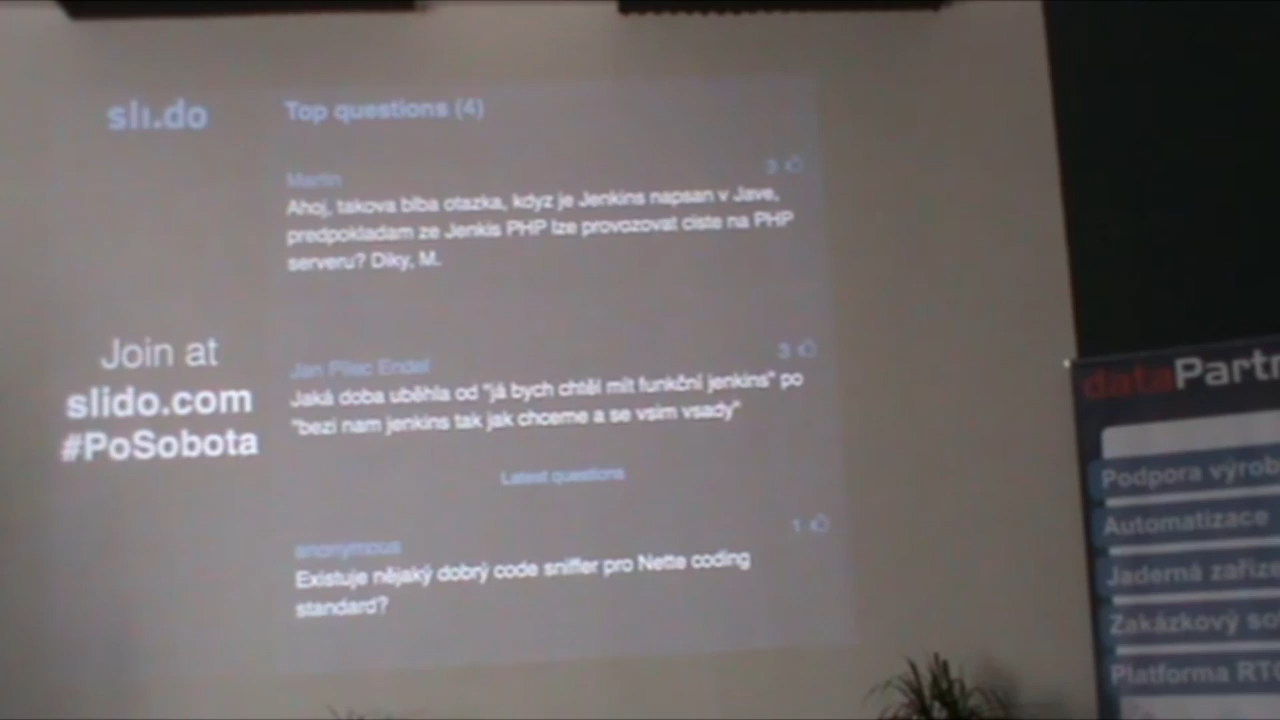 sli.do
Top questions (4)
Martin
3
Ahoj, takova blba otazka, kdyz je Jenkins napsan v Jave,
predpokladam ze Jenkis PHP lze provozovat ciste na PHP
serveru? Diky, M.
Join at
slido.com
#PoSobota
Jan Pilec Endel
3
Jaká doba uběhla od "já bych chtěl mít funkční jenkins" po
"bezi nam jenkins tak jak chceme a se vsim vsady"
Latest questions
anonymous
1
Existuje nějaký dobrý code sniffer pro Nette coding
standard?
dataPartn
Podpora výrob
Automatizace
Jaderná zaříze
Zakázkový so
Platforma RT